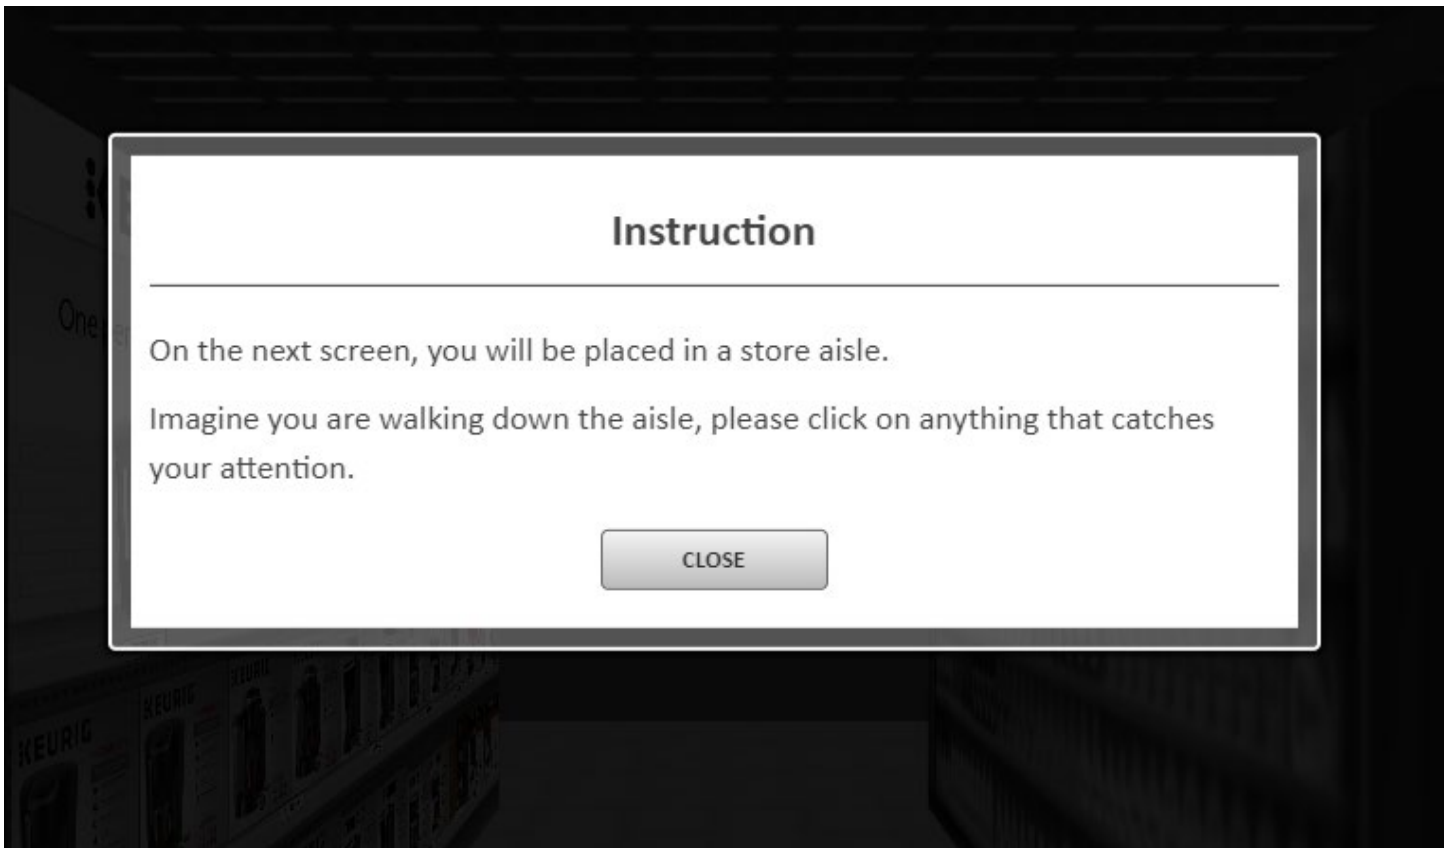 Instruction
One
On the next screen, you will be placed in a store aisle.
Imagine you are walking down the aisle, please click on anything that catches
your attention.
CLOSE
KEURIG
KEURIG
KEURIG